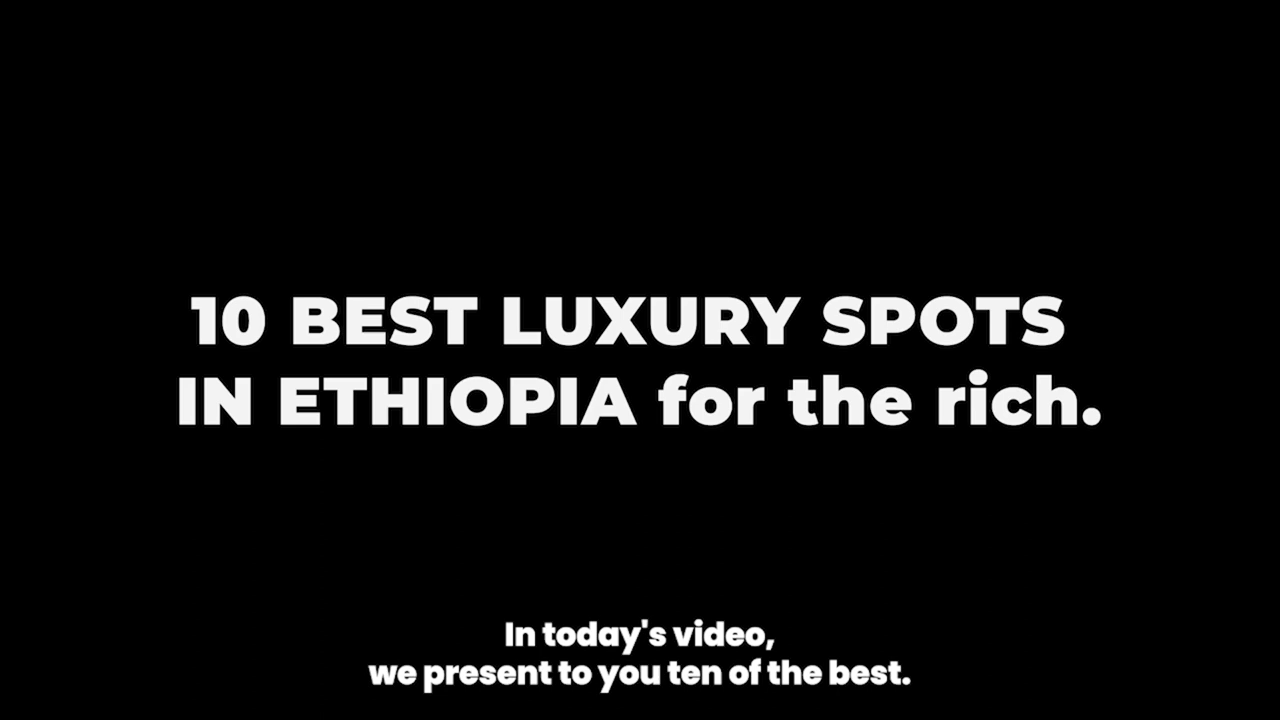 10 BEST LUXURY SPOTS
IN ETHIOPIA for the rich.
In today's video,
we present to you ten of the best.